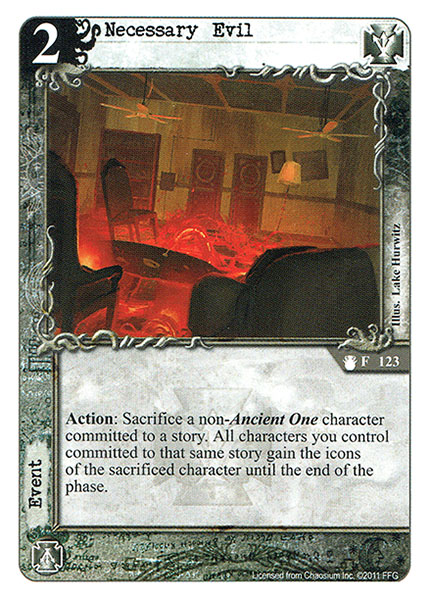 2
Necessary Evil
Illus. Lake Hurwitz
F 123
Action: Sacrifice a non-Ancient One character
committed to a story. All characters you control
committed to that same story gain the icons
of the sacrificed character until the end of the
phase.
Event
Licensed from Chaosium Inc. ©2011 FFG